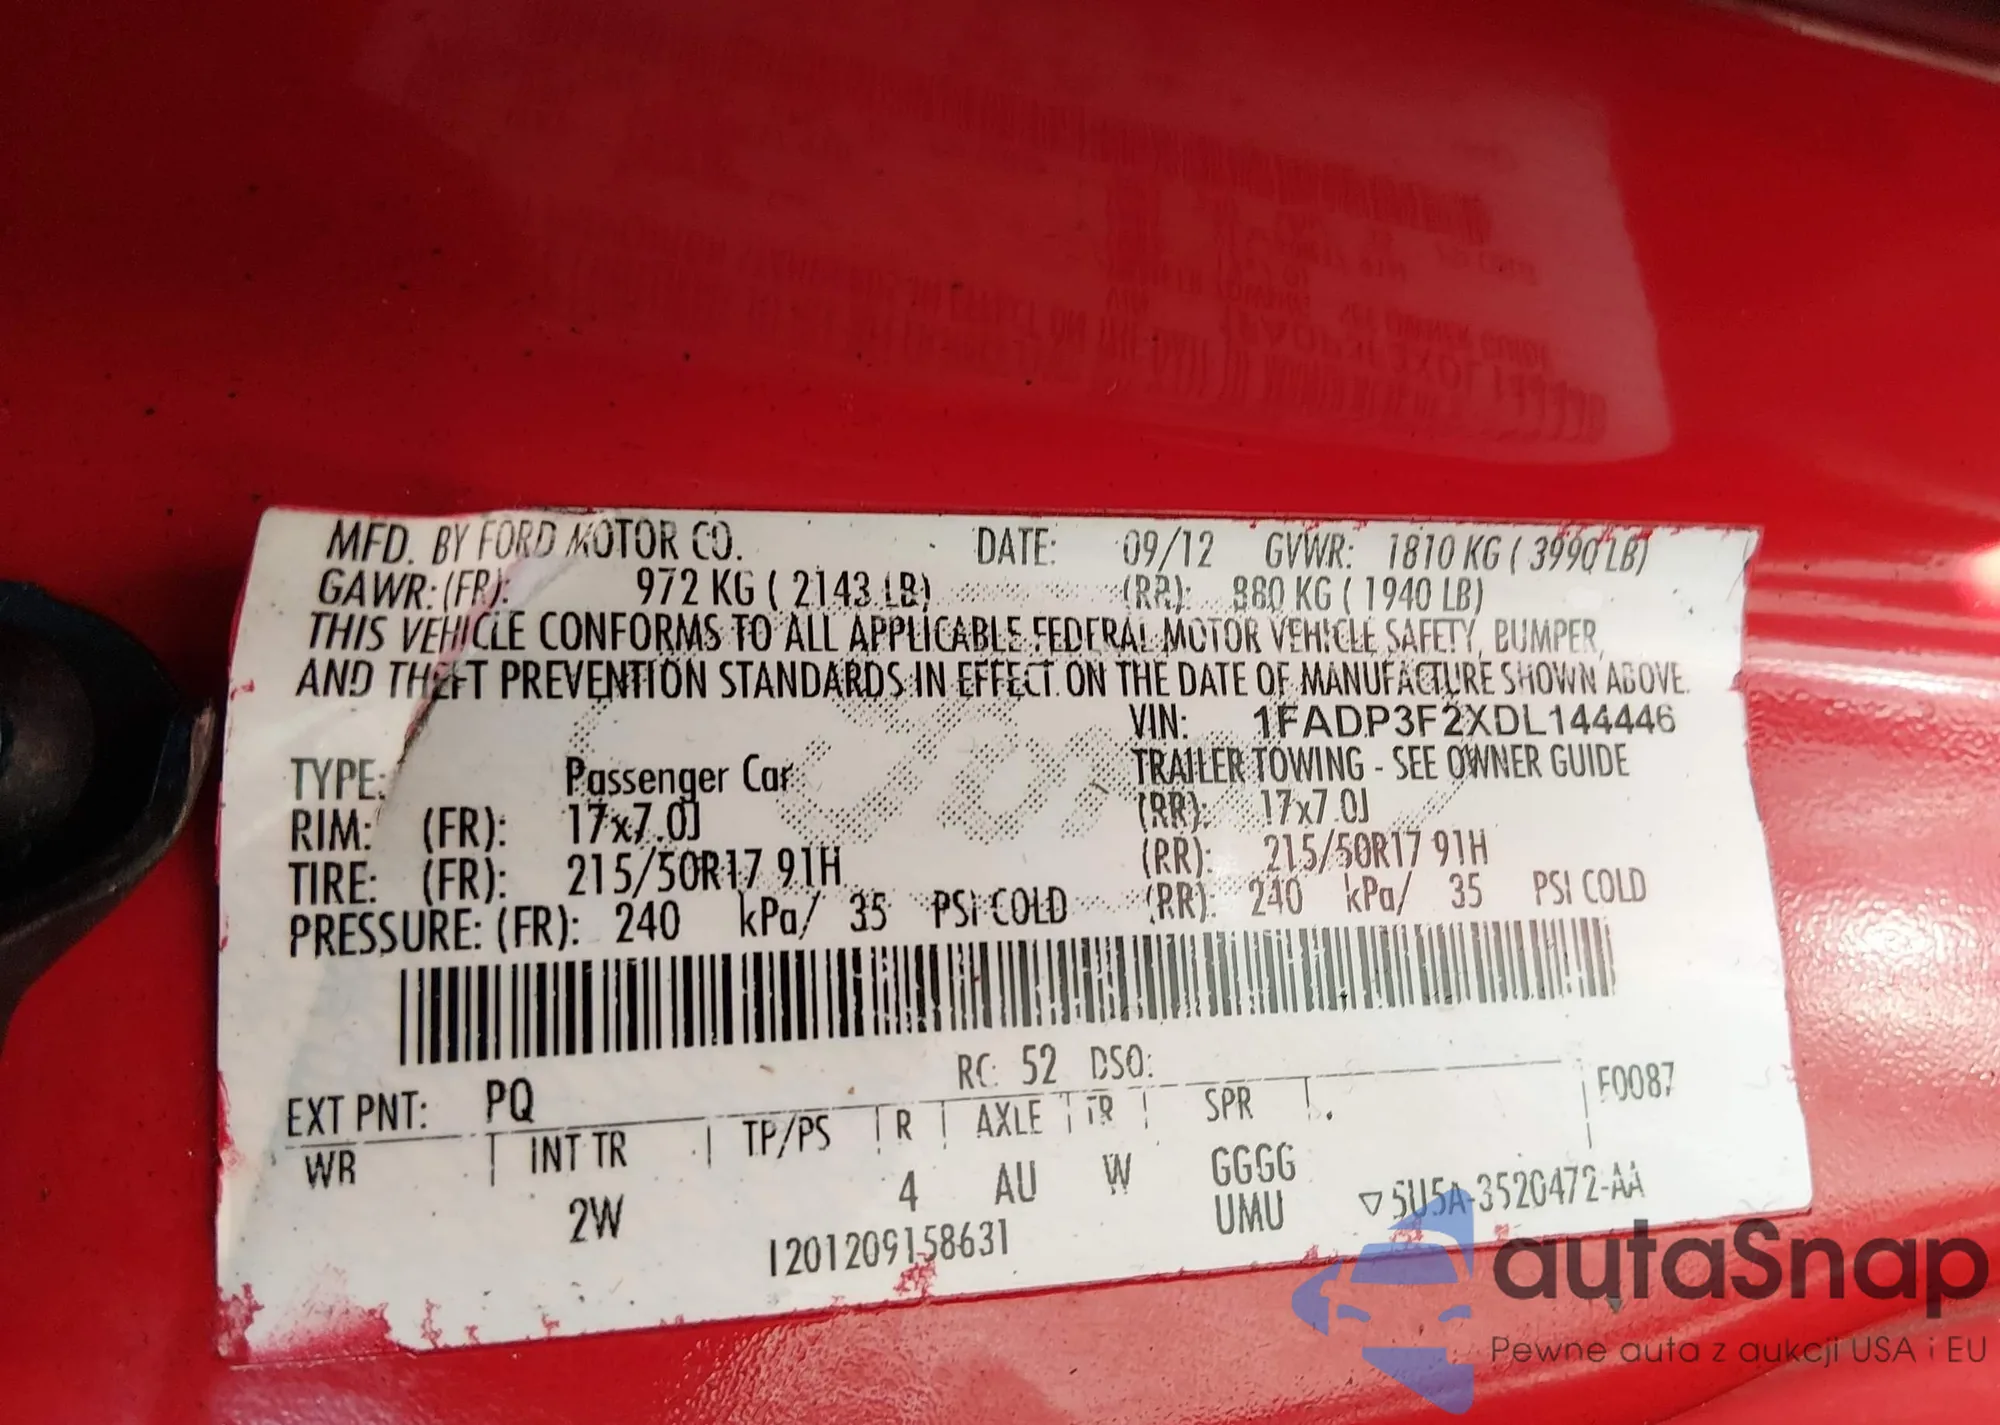 MFD. BY FORD MOTOR CO. DATE: 09/12 GVWR: 1810 KG ( 3990 LB)
GAWR: (FR): 972 KG ( 2143 LB) (RR): 880 KG ( 1940 LB)
THIS VEHICLE CONFORMS TO ALL APPLICABLE FEDERAL MOTOR VEHICLE SAFETY, BUMPER,
AND THEFT PREVENTION STANDARDS IN EFFECT ON THE DATE OF MANUFACTURE SHOWN ABOVE.
VIN: 1FADP3F2XDL144446
TYPE: Passenger Car TRAILER TOWING - SEE OWNER GUIDE
RIM: (FR): 17x7.0J (RR): 17x7.0J
TIRE: (FR): 215/50R17 91H (RR): 215/50R17 91H
PRESSURE: (FR): 240 kPa/ 35 PSI COLD (RR): 240 kPa/ 35 PSI COLD
RC: 52 DSO:
EXT PNT: PQ F0087
WR INT TR TP/PS R AXLE TR SPR
2W 4 AU W GGGG
UMU ▽5U5A-3520472-AA
I201209158631
autaSnap
Pewne auta z aukcji USA i EU